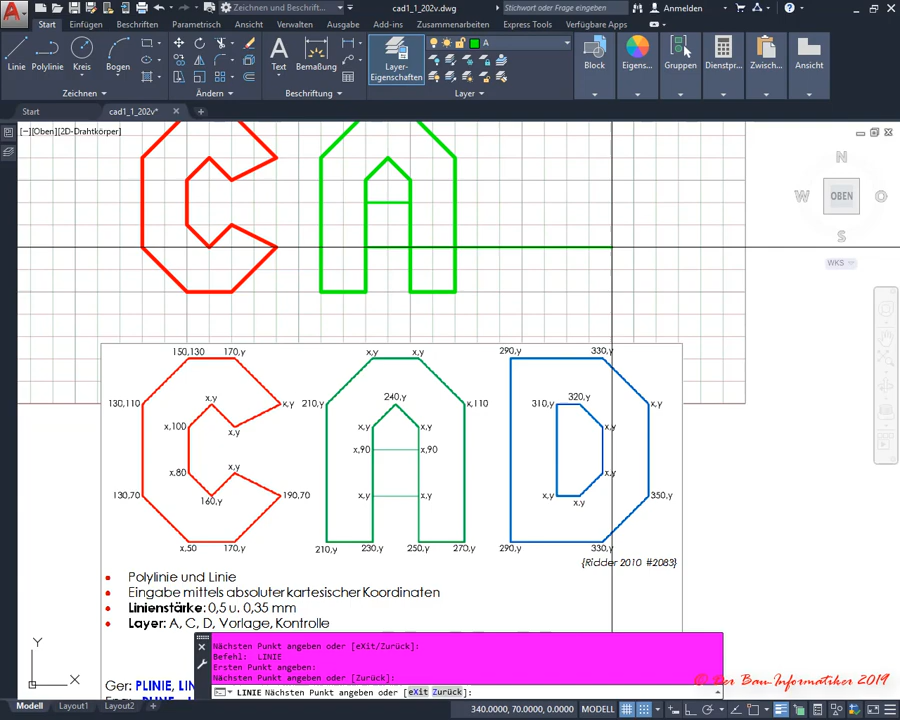 Zeichnen und Beschriften
cad1_1_202v.dwg
Stichwort oder Frage eingeben
Anmelden
Start
Einfügen
Beschriften
Parametrisch
Ansicht
Verwalten
Ausgabe
Add-ins
Zusammenarbeiten
Express Tools
Verfügbare Apps
Linie
Polylinie
Kreis
Bogen
Text
Bemaßung
Layer-
Eigenschaften
A
Block
Eigens...
Gruppen
Dienstpr...
Zwisch...
Ansicht
Zeichnen
Ändern
Beschriftung
Layer
Start
cad1_1_202v*
[−][Oben][2D-Drahtkörper]
N
W
OBEN
O
S
WKS
150,130
170,y
x,y
x,y
290,y
330,y
130,110
x,y
x,y
210,y
240,y
x,110
310,y
320,y
x,y
x,100
x,y
x,y
x,y
x,y
x,90
x,90
x,80
x,y
x,y
130,70
160,y
190,70
x,y
x,y
x,y
x,y
350,y
x,50
170,y
210,y
230,y
250,y
270,y
290,y
330,y
{Ridder 2010 #2083}
• Polylinie und Linie
• Eingabe mittels absoluter kartesischer Koordinaten
• Linienstärke: 0,5 u. 0,35 mm
• Layer: A, C, D, Vorlage, Kontrolle
Nächsten Punkt angeben oder [eXit/Zurück]:
Befehl: LINIE
Ersten Punkt angeben:
Nächsten Punkt angeben oder [Zurück]:
LINIE Nächsten Punkt angeben oder [eXit Zurück]:
Ger: PLINIE, LIN
Y
X
© Der Bau.Informatiker 2019
Modell
Layout1
Layout2
340.0000, 70.0000, 0.0000
MODELL